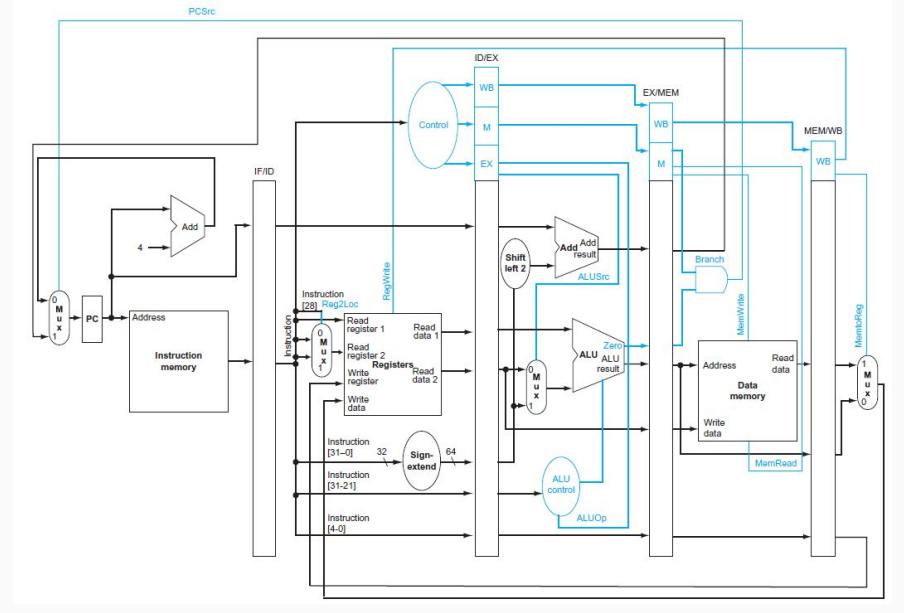 PCSrc
ID/EX
WB
EX/MEM
Control
M
WB
MEM/WB
EX
M
WB
IF/ID
Add
4
Add Add
result
Shift
left 2
ALUSrc
Branch
RegWrite
MemWrite
MemtoReg
0
M
u
x
1
PC
Address
Instruction
memory
Instruction
Instruction
[28]
Reg2Loc
0
M
u
x
1
Read
register 1
Read
register 2
Write
register
Write
data
Registers
Read
data 1
Read
data 2
0
M
u
x
1
Zero
ALU
ALU
result
Address
Data
memory
Read
data
Write
data
1
M
u
x
0
MemRead
Instruction
[31–0]
32
Sign-
extend
64
Instruction
[31-21]
ALU
control
ALUOp
Instruction
[4-0]